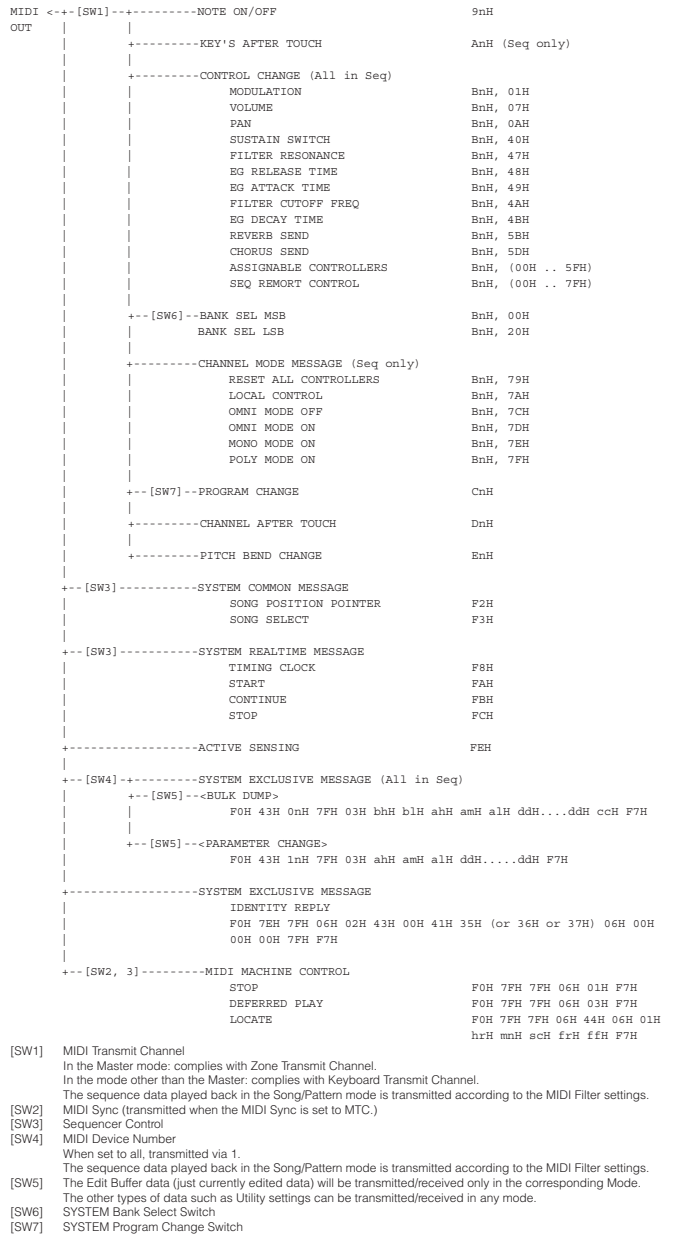 MIDI <-+-[SW1]--+---------NOTE ON/OFF 9nH
OUT | |
| +---------KEY'S AFTER TOUCH AnH (Seq only)
| |
| +---------CONTROL CHANGE (All in Seq)
| | MODULATION BnH, 01H
| | VOLUME BnH, 07H
| | PAN BnH, 0AH
| | SUSTAIN SWITCH BnH, 40H
| | FILTER RESONANCE BnH, 47H
| | EG RELEASE TIME BnH, 48H
| | EG ATTACK TIME BnH, 49H
| | FILTER CUTOFF FREQ BnH, 4AH
| | EG DECAY TIME BnH, 4BH
| | REVERB SEND BnH, 5BH
| | CHORUS SEND BnH, 5DH
| | ASSIGNABLE CONTROLLERS BnH, (00H .. 5FH)
| | SEQ REMORT CONTROL BnH, (00H .. 7FH)
| |
| +--[SW6]--BANK SEL MSB BnH, 00H
| | BANK SEL LSB BnH, 20H
| |
| +---------CHANNEL MODE MESSAGE (Seq only)
| | RESET ALL CONTROLLERS BnH, 79H
| | LOCAL CONTROL BnH, 7AH
| | OMNI MODE OFF BnH, 7CH
| | OMNI MODE ON BnH, 7DH
| | MONO MODE ON BnH, 7EH
| | POLY MODE ON BnH, 7FH
| |
| +--[SW7]--PROGRAM CHANGE CnH
| |
| +---------CHANNEL AFTER TOUCH DnH
| |
| +---------PITCH BEND CHANGE EnH
|
+--[SW3]-----------SYSTEM COMMON MESSAGE
| SONG POSITION POINTER F2H
| SONG SELECT F3H
|
+--[SW3]-----------SYSTEM REALTIME MESSAGE
| TIMING CLOCK F8H
| START FAH
| CONTINUE FBH
| STOP FCH
|
+------------------ACTIVE SENSING FEH
|
+--[SW4]-+---------SYSTEM EXCLUSIVE MESSAGE (All in Seq)
| +--[SW5]--<BULK DUMP>
| | F0H 43H 0nH 7FH 03H bhH blH ahH amH alH ddH....ddH ccH F7H
| |
| +--[SW5]--<PARAMETER CHANGE>
| F0H 43H 1nH 7FH 03H ahH amH alH ddH.....ddH F7H
|
+------------------SYSTEM EXCLUSIVE MESSAGE
| IDENTITY REPLY
| F0H 7EH 7FH 06H 02H 43H 00H 41H 35H (or 36H or 37H) 06H 00H
| 00H 00H 7FH F7H
|
+--[SW2, 3]---------MIDI MACHINE CONTROL
STOP F0H 7FH 7FH 06H 01H F7H
DEFERRED PLAY F0H 7FH 7FH 06H 03H F7H
LOCATE F0H 7FH 7FH 06H 44H 06H 01H
hrH mnH scH frH ffH F7H
[SW1] MIDI Transmit Channel
In the Master mode: complies with Zone Transmit Channel.
In the mode other than the Master: complies with Keyboard Transmit Channel.
The sequence data played back in the Song/Pattern mode is transmitted according to the MIDI Filter settings.
[SW2] MIDI Sync (transmitted when the MIDI Sync is set to MTC.)
[SW3] Sequencer Control
[SW4] MIDI Device Number
When set to all, transmitted via 1.
The sequence data played back in the Song/Pattern mode is transmitted according to the MIDI Filter settings.
[SW5] The Edit Buffer data (just currently edited data) will be transmitted/received only in the corresponding Mode.
The other types of data such as Utility settings can be transmitted/received in any mode.
[SW6] SYSTEM Bank Select Switch
[SW7] SYSTEM Program Change Switch